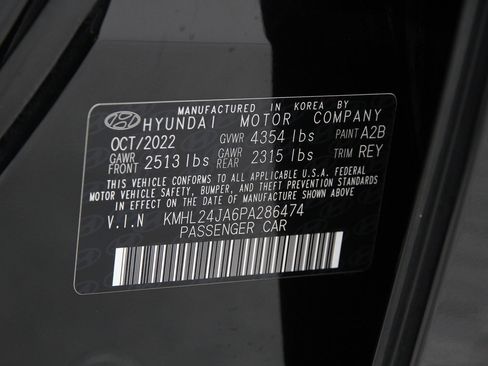 MANUFACTURED IN KOREA BY
HYUNDAI MOTOR COMPANY
OCT/2022 GVWR 4354 lbs PAINT A2B
GAWR FRONT 2513 lbs GAWR REAR 2315 lbs TRIM REY
THIS VEHICLE CONFORMS TO ALL APPLICABLE U.S.A. FEDERAL
MOTOR VEHICLE SAFETY, BUMPER, AND THEFT PREVENTION STANDARDS
IN EFFECT ON THE DATE OF MANUFACTURE SHOWN ABOVE.
V.I.N KMHL24JA6PA286474
PASSENGER CAR